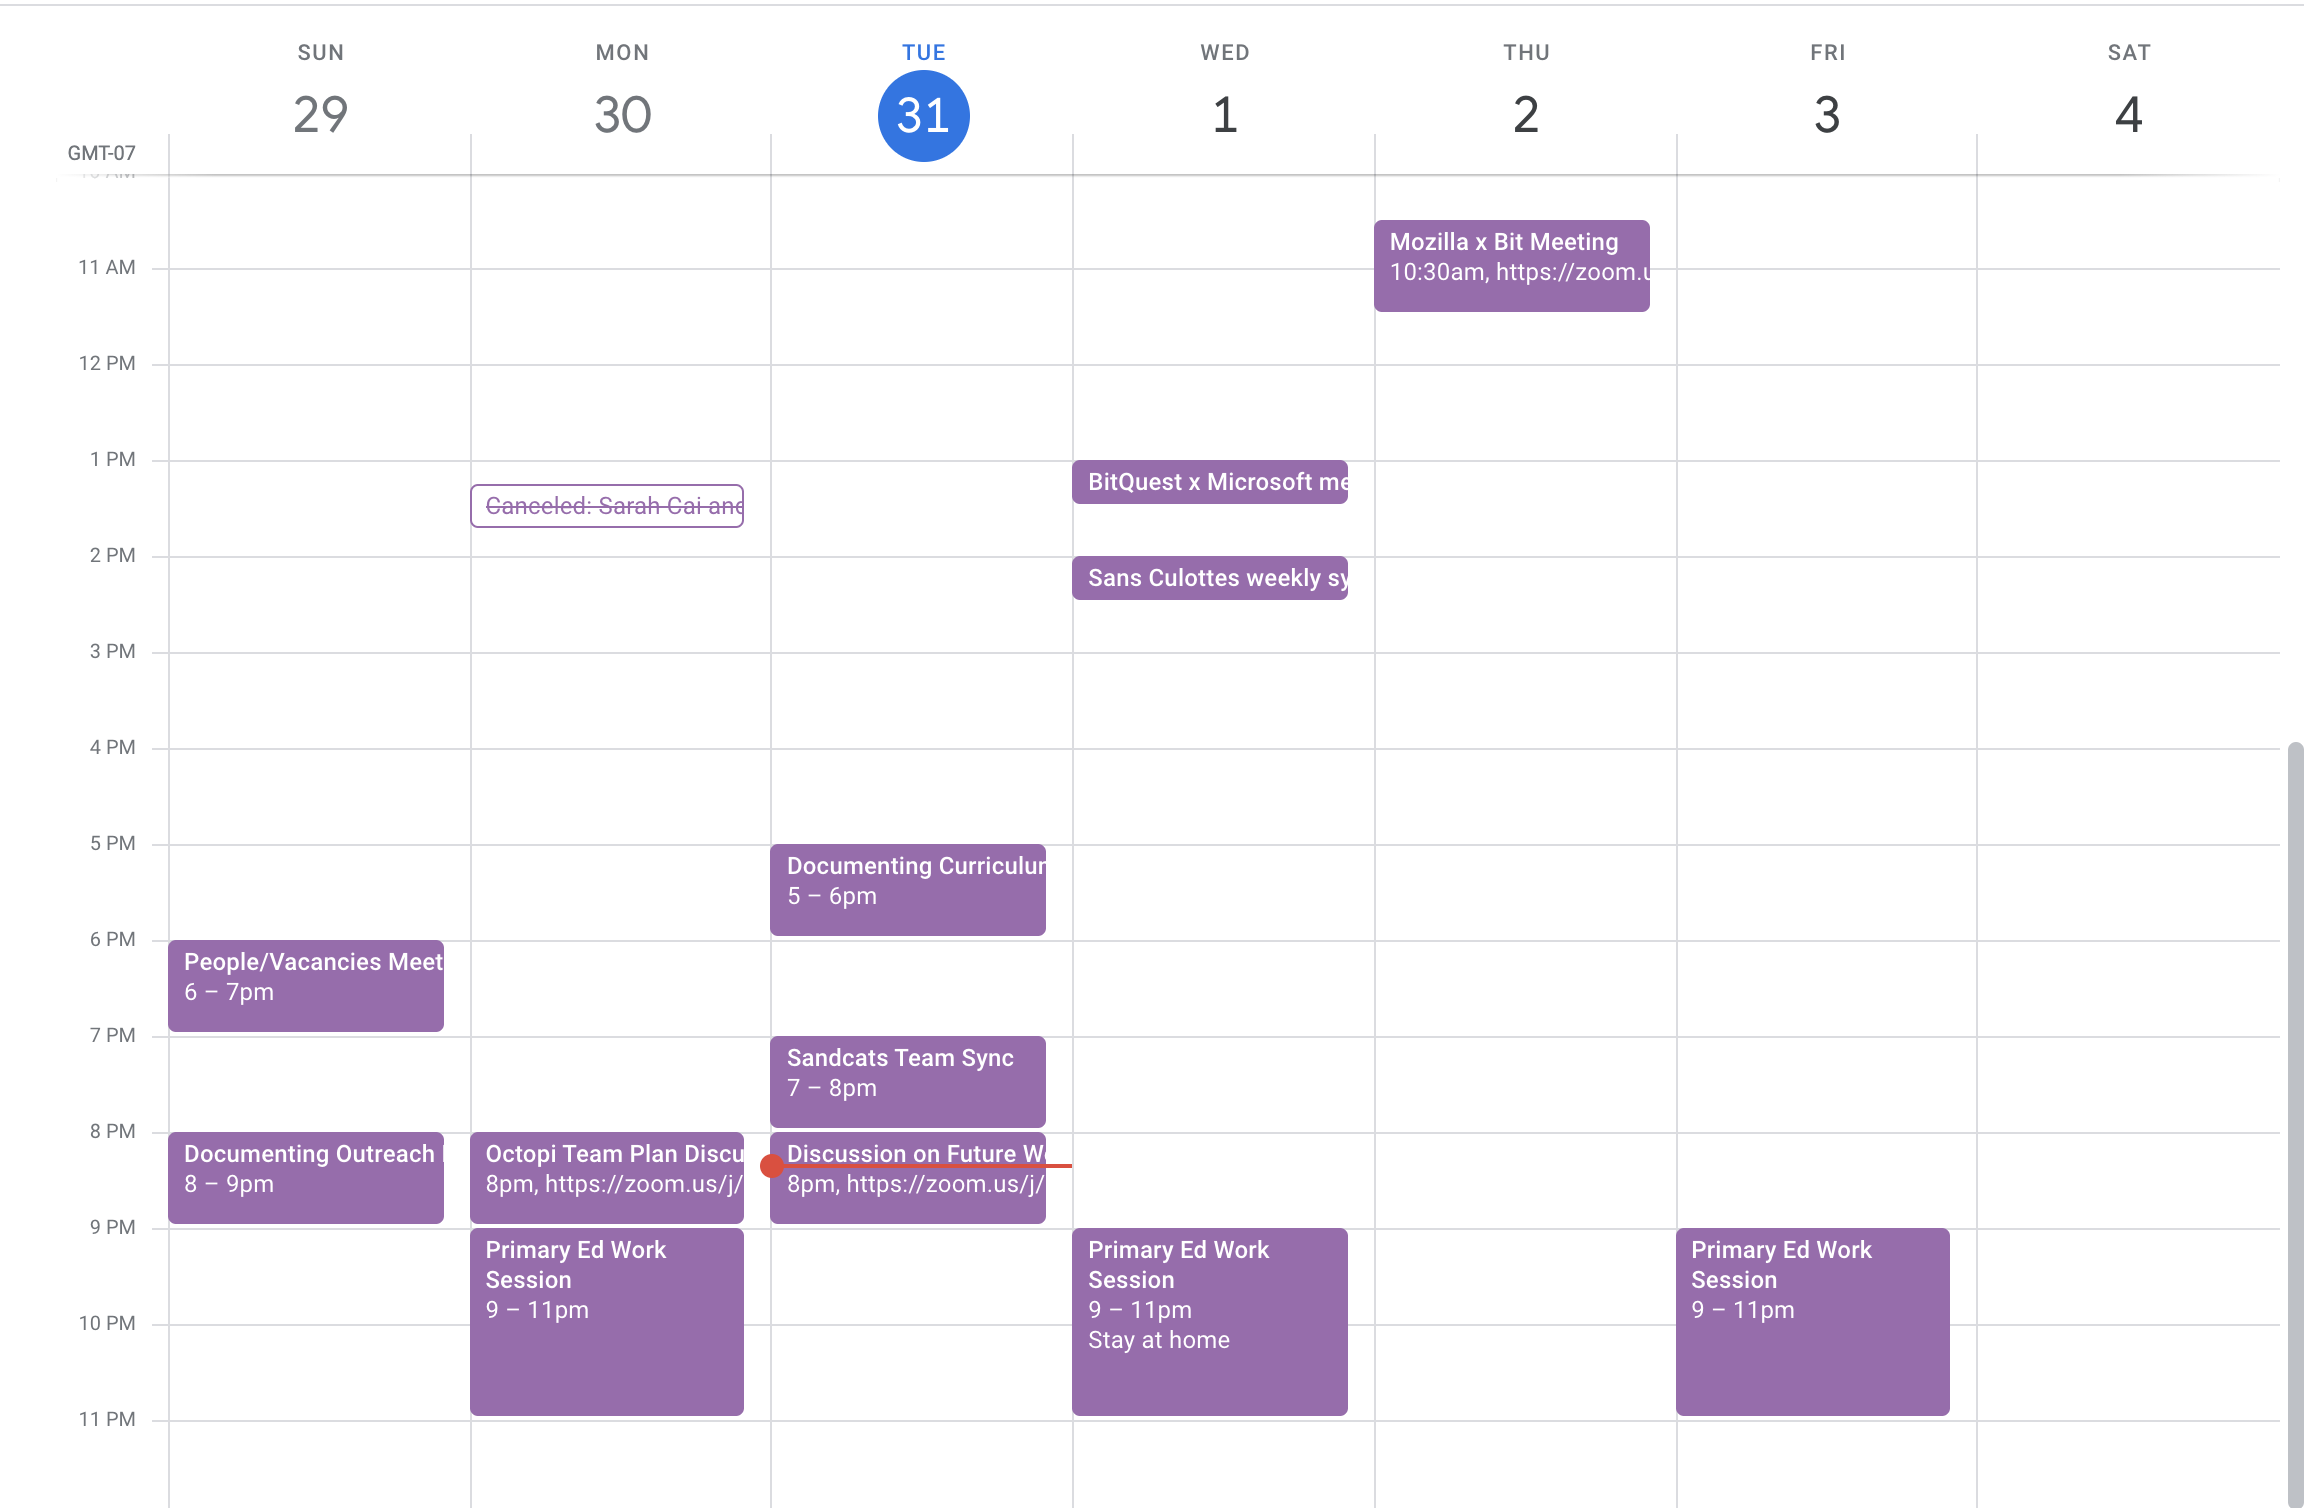 SUN
MON
TUE
WED
THU
FRI
SAT
29
30
31
1
2
3
4
GMT-07
10 AM
11 AM
12 PM
1 PM
2 PM
3 PM
4 PM
5 PM
6 PM
7 PM
8 PM
9 PM
10 PM
11 PM
People/Vacancies Meet
6 – 7pm
Documenting Outreach
8 – 9pm
Canceled: Sarah Cai and
Octopi Team Plan Discu
8pm, https://zoom.us/j/
Primary Ed Work
Session
9 – 11pm
Documenting Curriculum
5 – 6pm
Sandcats Team Sync
7 – 8pm
Discussion on Future Wo
8pm, https://zoom.us/j/
BitQuest x Microsoft me
Sans Culottes weekly sy
Primary Ed Work
Session
9 – 11pm
Stay at home
Mozilla x Bit Meeting
10:30am, https://zoom.u
Primary Ed Work
Session
9 – 11pm